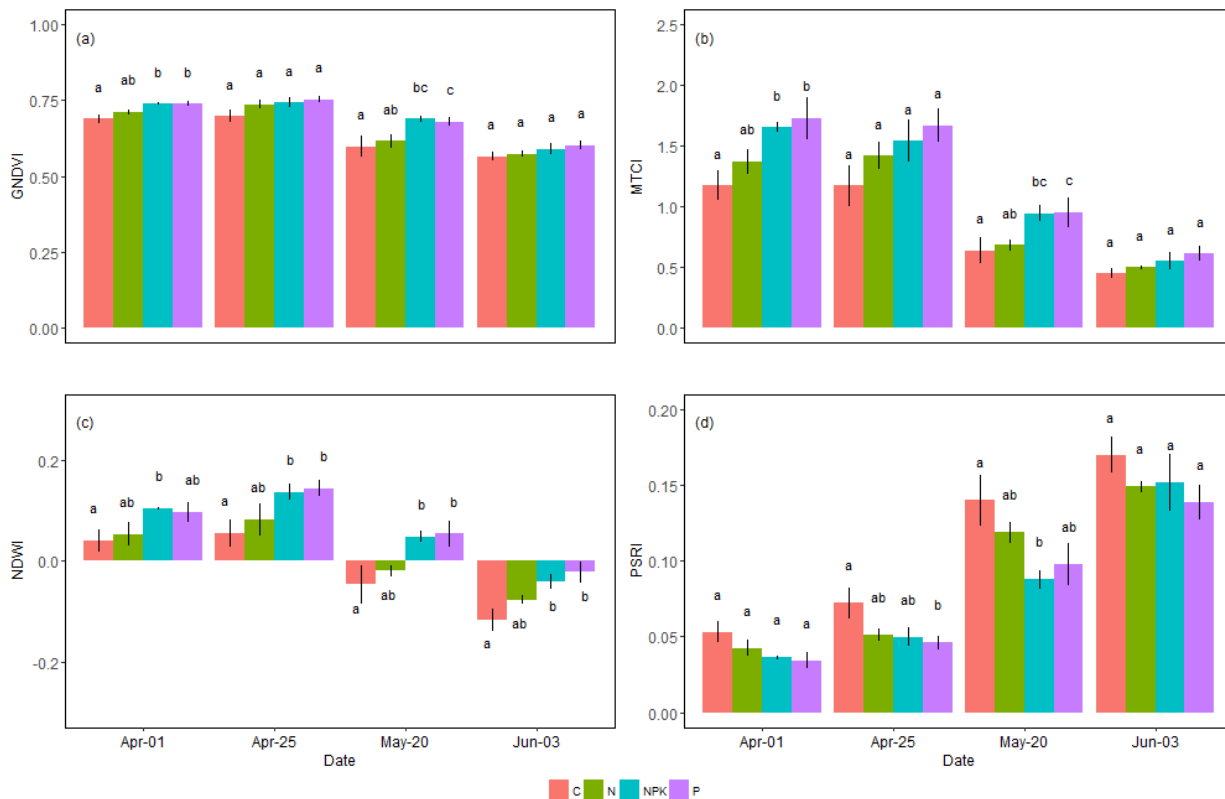 (a)
1.00
0.75
0.50
0.25
0.00
GNDVI
a ab b b
a a a a
a ab bc c
a a a a
(b)
2.5
2.0
1.5
1.0
0.5
0.0
MTCI
a ab b b
a a a a
a ab bc c
a a a a
(c)
0.2
0.0
-0.2
NDWI
a ab b ab
a ab b b
a ab b b
a ab b b
Apr-01 Apr-25 May-20 Jun-03
Date
(d)
0.20
0.15
0.10
0.05
0.00
PSRI
a a a a
a ab ab b
a ab b ab
a a a a
Apr-01 Apr-25 May-20 Jun-03
Date
C N NPK P